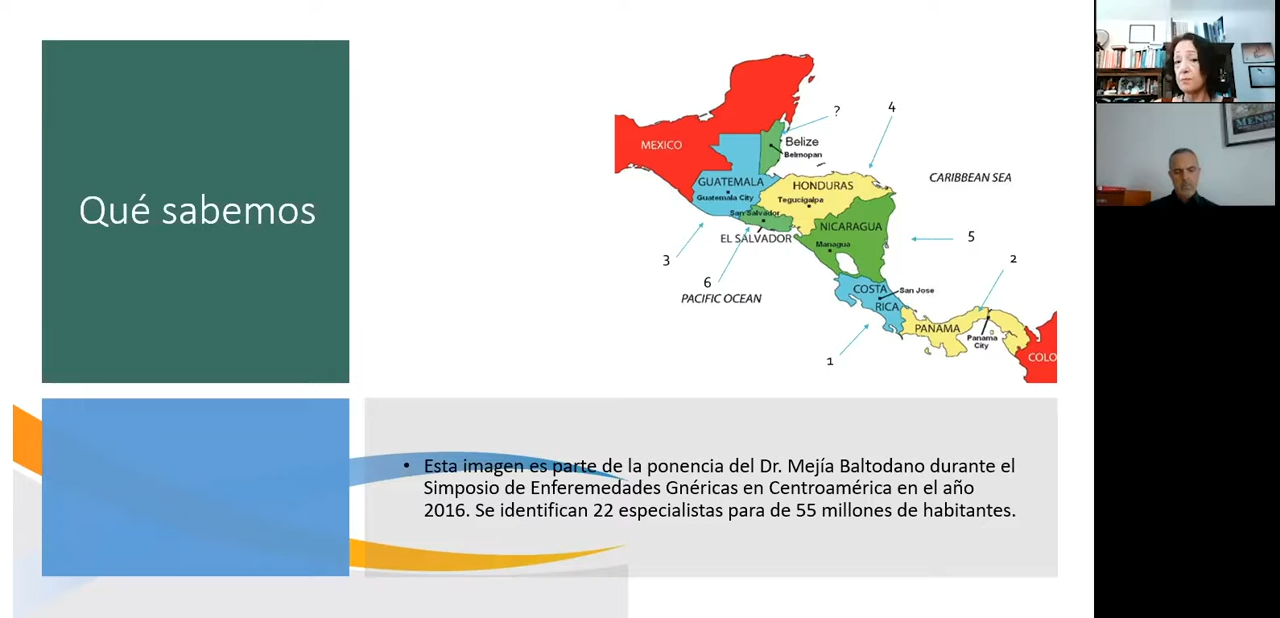 Qué sabemos
MEXICO
?
4
Belize
Belmopan
CARIBBEAN SEA
GUATEMALA
Guatemala City
HONDURAS
Tegucigalpa
San Salvador
EL SALVADOR
NICARAGUA
Managua
5
3
6
2
PACIFIC OCEAN
COSTA
RICA
San Jose
PANAMA
Panama
City
1
COLO
• Esta imagen es parte de la ponencia del Dr. Mejía Baltodano durante el
Simposio de Enferemedades Gnéricas en Centroamérica en el año
2016. Se identifican 22 especialistas para de 55 millones de habitantes.